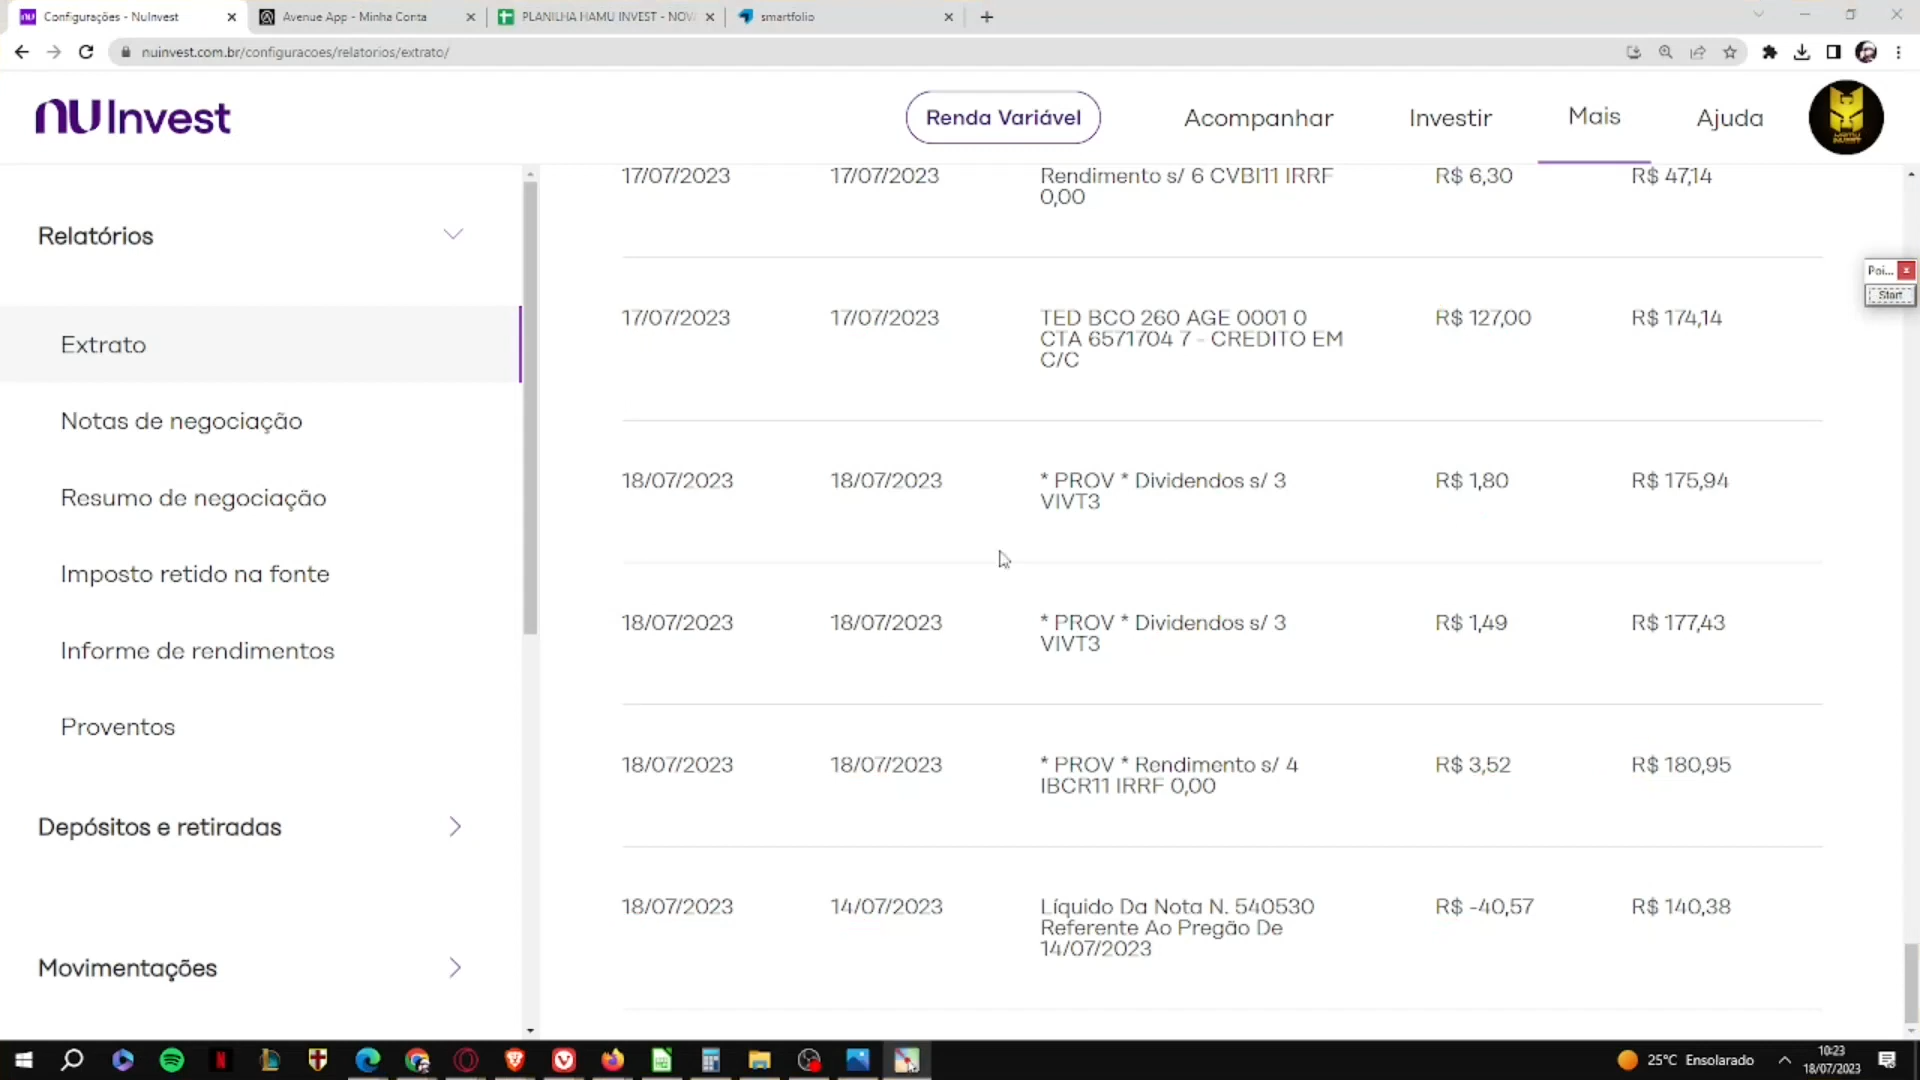 Configurações - NuInvest
Avenue App - Minha Conta
PLANILHA HAMU INVEST - NOV
smartfolio
nuinvest.com.br/configuracoes/relatorios/extrato/
nu Invest
Renda Variável
Acompanhar
Investir
Mais
Ajuda
Relatórios
Extrato
Notas de negociação
Resumo de negociação
Imposto retido na fonte
Informe de rendimentos
Proventos
Depósitos e retiradas
Movimentações
17/07/2023 17/07/2023 Rendimento s/ 6 CVBI11 IRRF R$ 6,30 R$ 47,14
0,00
17/07/2023 17/07/2023 TED BCO 260 AGE 0001 0 R$ 127,00 R$ 174,14
CTA 6571704 7 - CREDITO EM
C/C
18/07/2023 18/07/2023 * PROV * Dividendos s/ 3 R$ 1,80 R$ 175,94
VIVT3
18/07/2023 18/07/2023 * PROV * Dividendos s/ 3 R$ 1,49 R$ 177,43
VIVT3
18/07/2023 18/07/2023 * PROV * Rendimento s/ 4 R$ 3,52 R$ 180,95
IBCR11 IRRF 0,00
18/07/2023 14/07/2023 Líquido Da Nota N. 540530 R$ -40,57 R$ 140,38
Referente Ao Pregão De
14/07/2023
Poi...
Start
25°C Ensolarado
10:23
18/07/2023